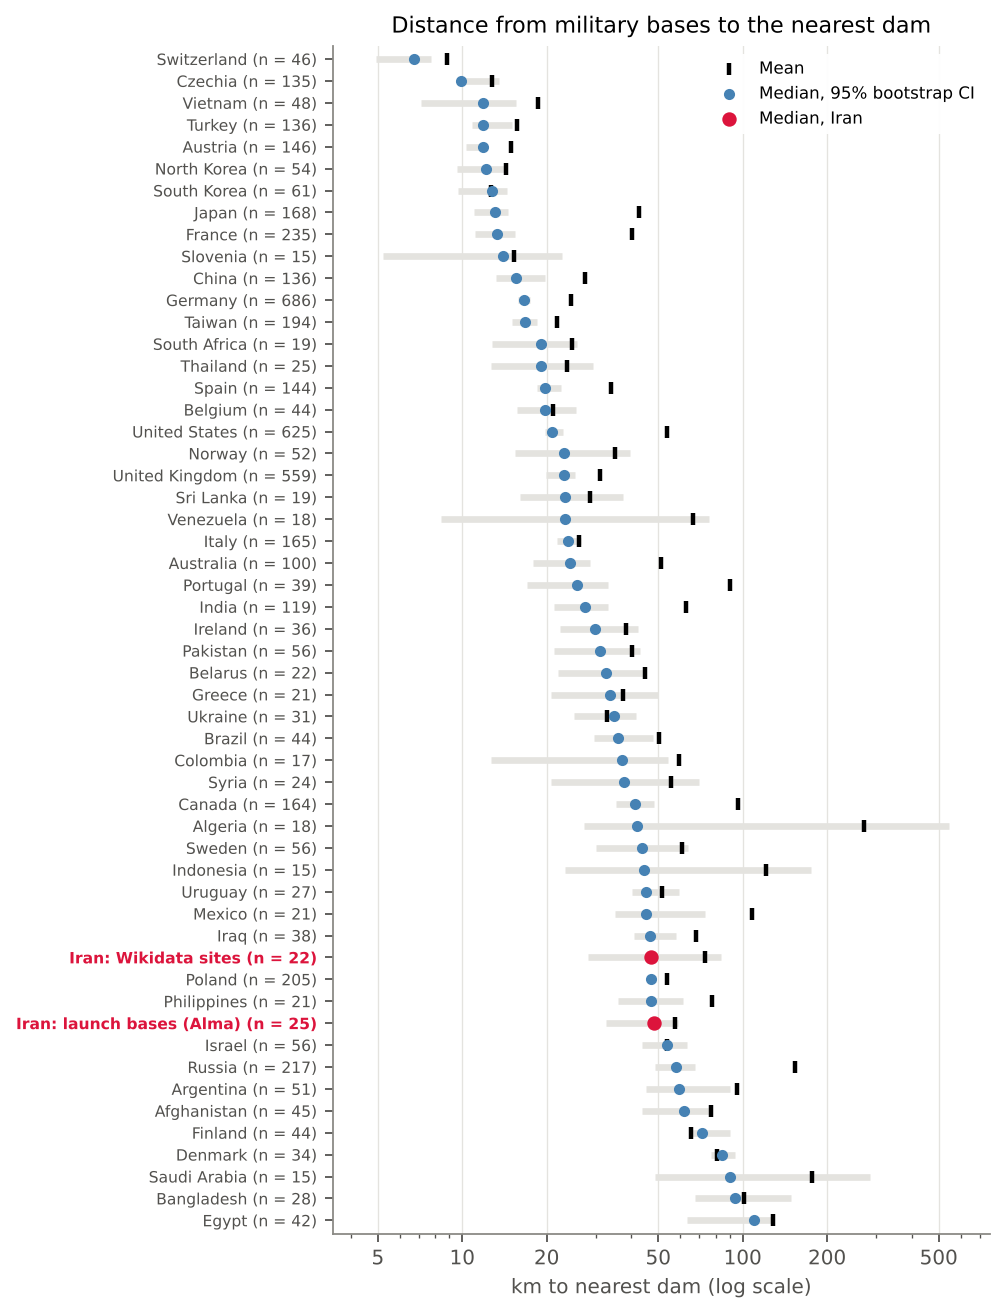 Distance from military bases to the nearest dam
Mean
Median, 95% bootstrap CI
Median, Iran
Switzerland (n = 46)
Czechia (n = 135)
Vietnam (n = 48)
Turkey (n = 136)
Austria (n = 146)
North Korea (n = 54)
South Korea (n = 61)
Japan (n = 168)
France (n = 235)
Slovenia (n = 15)
China (n = 136)
Germany (n = 686)
Taiwan (n = 194)
South Africa (n = 19)
Thailand (n = 25)
Spain (n = 144)
Belgium (n = 44)
United States (n = 625)
Norway (n = 52)
United Kingdom (n = 559)
Sri Lanka (n = 19)
Venezuela (n = 18)
Italy (n = 165)
Australia (n = 100)
Portugal (n = 39)
India (n = 119)
Ireland (n = 36)
Pakistan (n = 56)
Belarus (n = 22)
Greece (n = 21)
Ukraine (n = 31)
Brazil (n = 44)
Colombia (n = 17)
Syria (n = 24)
Canada (n = 164)
Algeria (n = 18)
Sweden (n = 56)
Indonesia (n = 15)
Uruguay (n = 27)
Mexico (n = 21)
Iraq (n = 38)
Iran: Wikidata sites (n = 22)
Poland (n = 205)
Philippines (n = 21)
Iran: launch bases (Alma) (n = 25)
Israel (n = 56)
Russia (n = 217)
Argentina (n = 51)
Afghanistan (n = 45)
Finland (n = 44)
Denmark (n = 34)
Saudi Arabia (n = 15)
Bangladesh (n = 28)
Egypt (n = 42)
5 10 20 50 100 200 500
km to nearest dam (log scale)